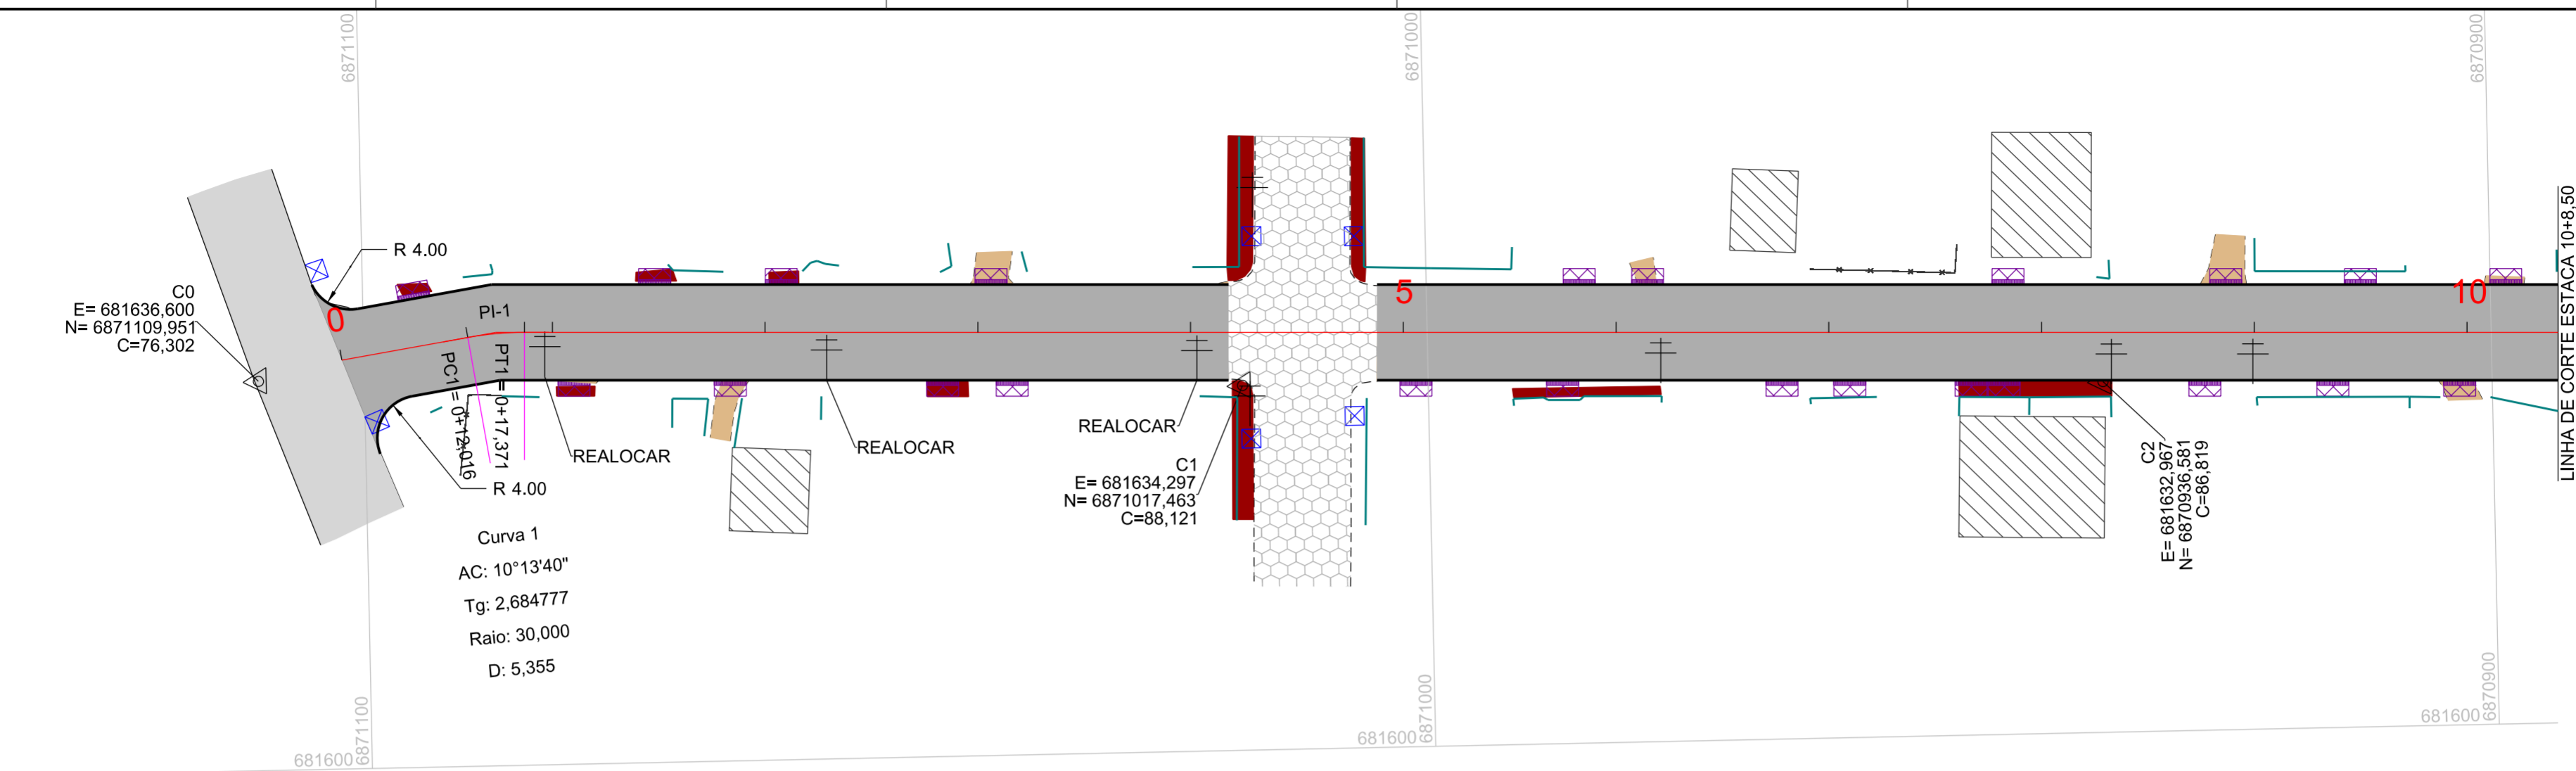 6871100
6871000
6870900
R 4.00
C0
E= 681636,600
N= 6871109,951
C=76,302
0
PI-1
5
10
LINHA DE CORTE ESTACA 10+8,50
PC1= 0+12,016
PT1=0+17,371
R 4.00
REALOCAR
REALOCAR
REALOCAR
C1
E= 681634,297
N= 6871017,463
C=88,121
C2
E= 681632,967
N= 6870936,581
C=86,819
Curva 1
AC: 10°13'40"
Tg: 2,684777
Raio: 30,000
D: 5,355
681600
6871100
681600
6871000
681600
6870900